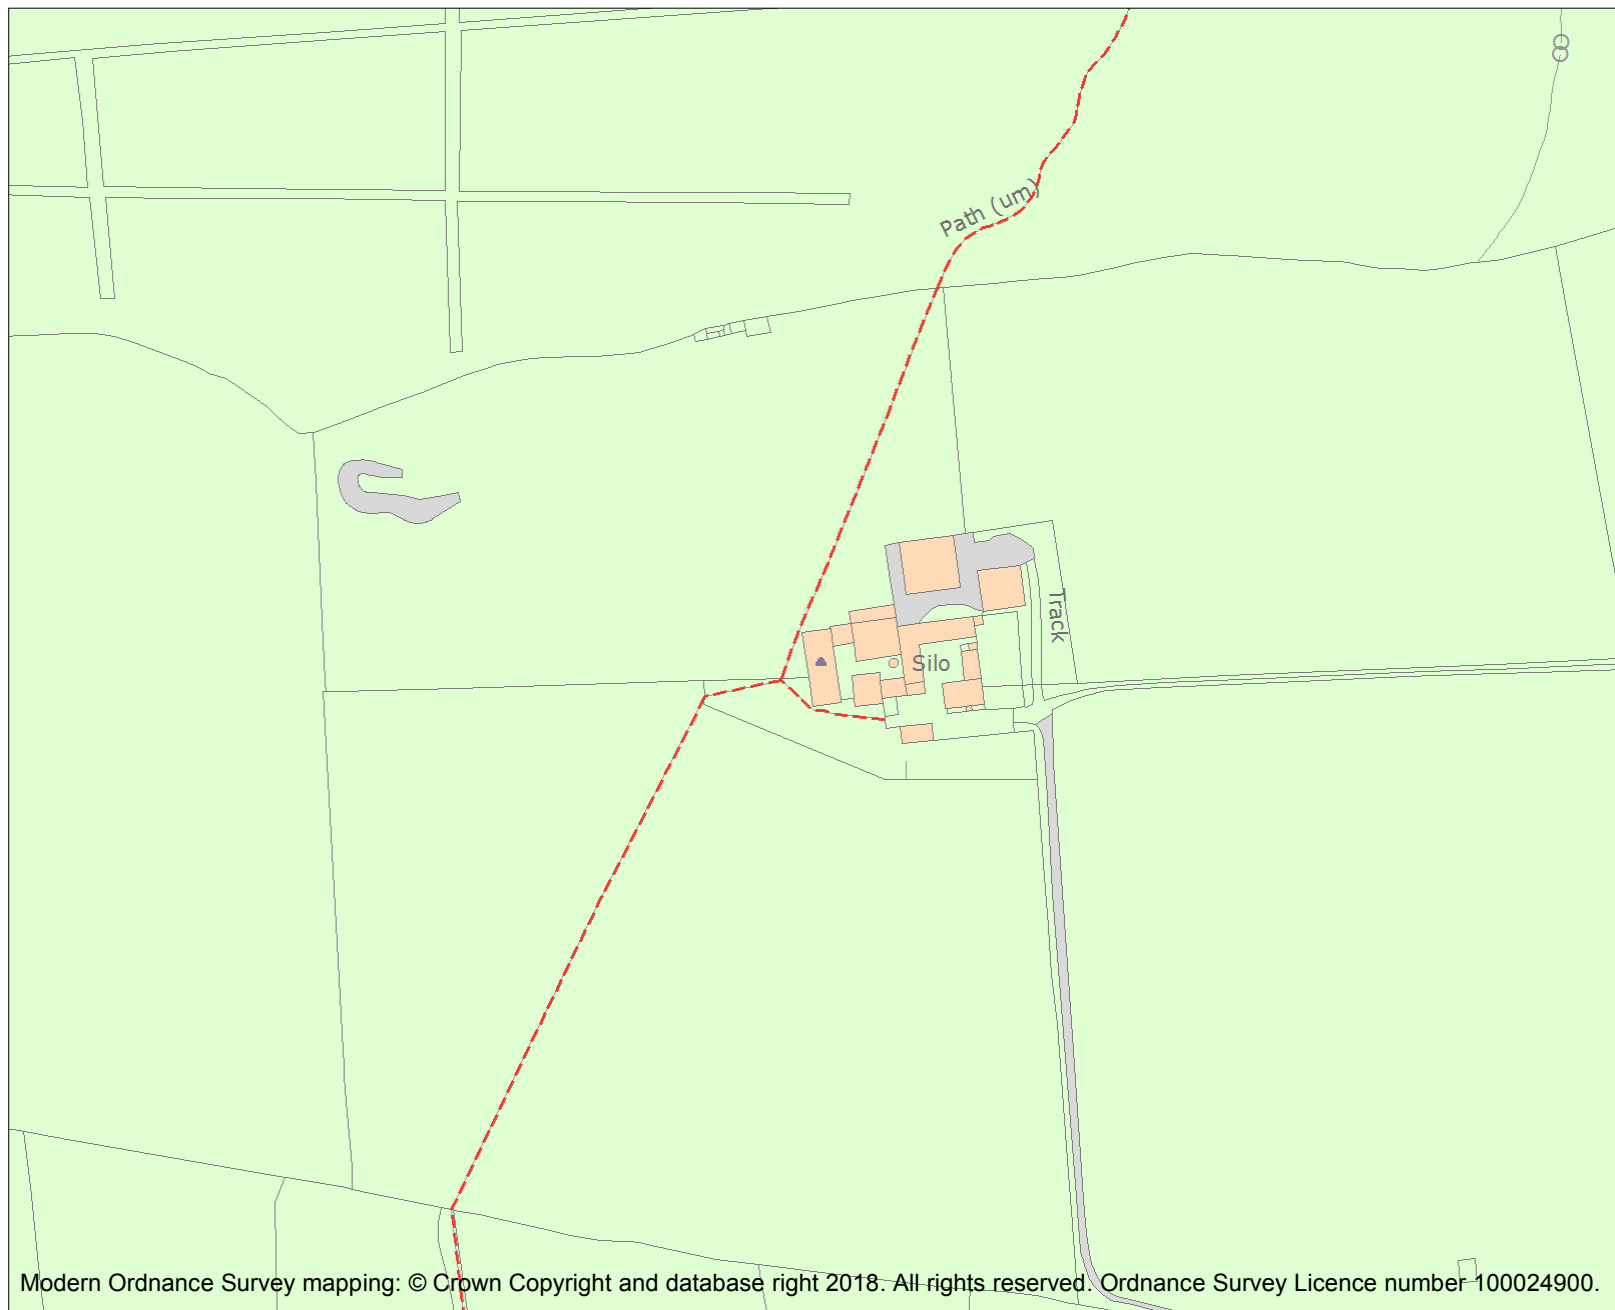 Path (um)
Track
Silo
Modern Ordnance Survey mapping: © Crown Copyright and database right 2018. All rights reserved. Ordnance Survey Licence number 100024900.